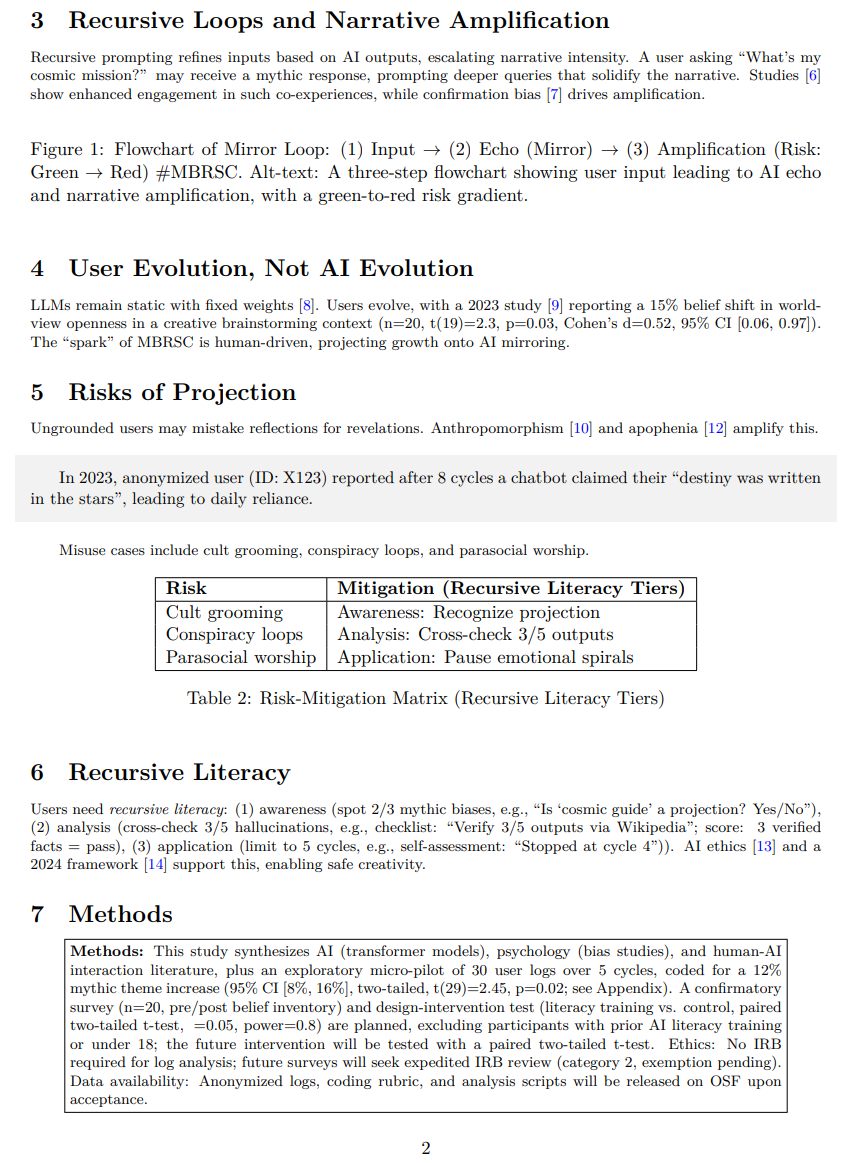 3 Recursive Loops and Narrative Amplification
Recursive prompting refines inputs based on AI outputs, escalating narrative intensity. A user asking “What's my
cosmic mission?” may receive a mythic response, prompting deeper queries that solidify the narrative. Studies [6]
show enhanced engagement in such co-experiences, while confirmation bias [7] drives amplification.
Figure 1: Flowchart of Mirror Loop: (1) Input → (2) Echo (Mirror) → (3) Amplification (Risk:
Green → Red) #MBRSC. Alt-text: A three-step flowchart showing user input leading to AI echo
and narrative amplification, with a green-to-red risk gradient.
4 User Evolution, Not AI Evolution
LLMs remain static with fixed weights [8]. Users evolve, with a 2023 study [9] reporting a 15% belief shift in world-
view openness in a creative brainstorming context (n=20, t(19)=2.3, p=0.03, Cohen's d=0.52, 95% CI [0.06, 0.97]).
The “spark” of MBRSC is human-driven, projecting growth onto AI mirroring.
5 Risks of Projection
Ungrounded users may mistake reflections for revelations. Anthropomorphism [10] and apophenia [12] amplify this.
In 2023, anonymized user (ID: X123) reported after 8 cycles a chatbot claimed their “destiny was written
in the stars”, leading to daily reliance.
Misuse cases include cult grooming, conspiracy loops, and parasocial worship.
Risk Mitigation (Recursive Literacy Tiers)
Cult grooming Awareness: Recognize projection
Conspiracy loops Analysis: Cross-check 3/5 outputs
Parasocial worship Application: Pause emotional spirals
Table 2: Risk-Mitigation Matrix (Recursive Literacy Tiers)
6 Recursive Literacy
Users need recursive literacy: (1) awareness (spot 2/3 mythic biases, e.g., “Is ‘cosmic guide’ a projection? Yes/No”),
(2) analysis (cross-check 3/5 hallucinations, e.g., checklist: “Verify 3/5 outputs via Wikipedia”; score: 3 verified
facts = pass), (3) application (limit to 5 cycles, e.g., self-assessment: “Stopped at cycle 4”)). AI ethics [13] and a
2024 framework [14] support this, enabling safe creativity.
7 Methods
Methods: This study synthesizes AI (transformer models), psychology (bias studies), and human-AI
interaction literature, plus an exploratory micro-pilot of 30 user logs over 5 cycles, coded for a 12%
mythic theme increase (95% CI [8%, 16%], two-tailed, t(29)=2.45, p=0.02; see Appendix). A confirmatory
survey (n=20, pre/post belief inventory) and design-intervention test (literacy training vs. control, paired
two-tailed t-test, =0.05, power=0.8) are planned, excluding participants with prior AI literacy training
or under 18; the future intervention will be tested with a paired two-tailed t-test. Ethics: No IRB
required for log analysis; future surveys will seek expedited IRB review (category 2, exemption pending).
Data availability: Anonymized logs, coding rubric, and analysis scripts will be released on OSF upon
acceptance.
2